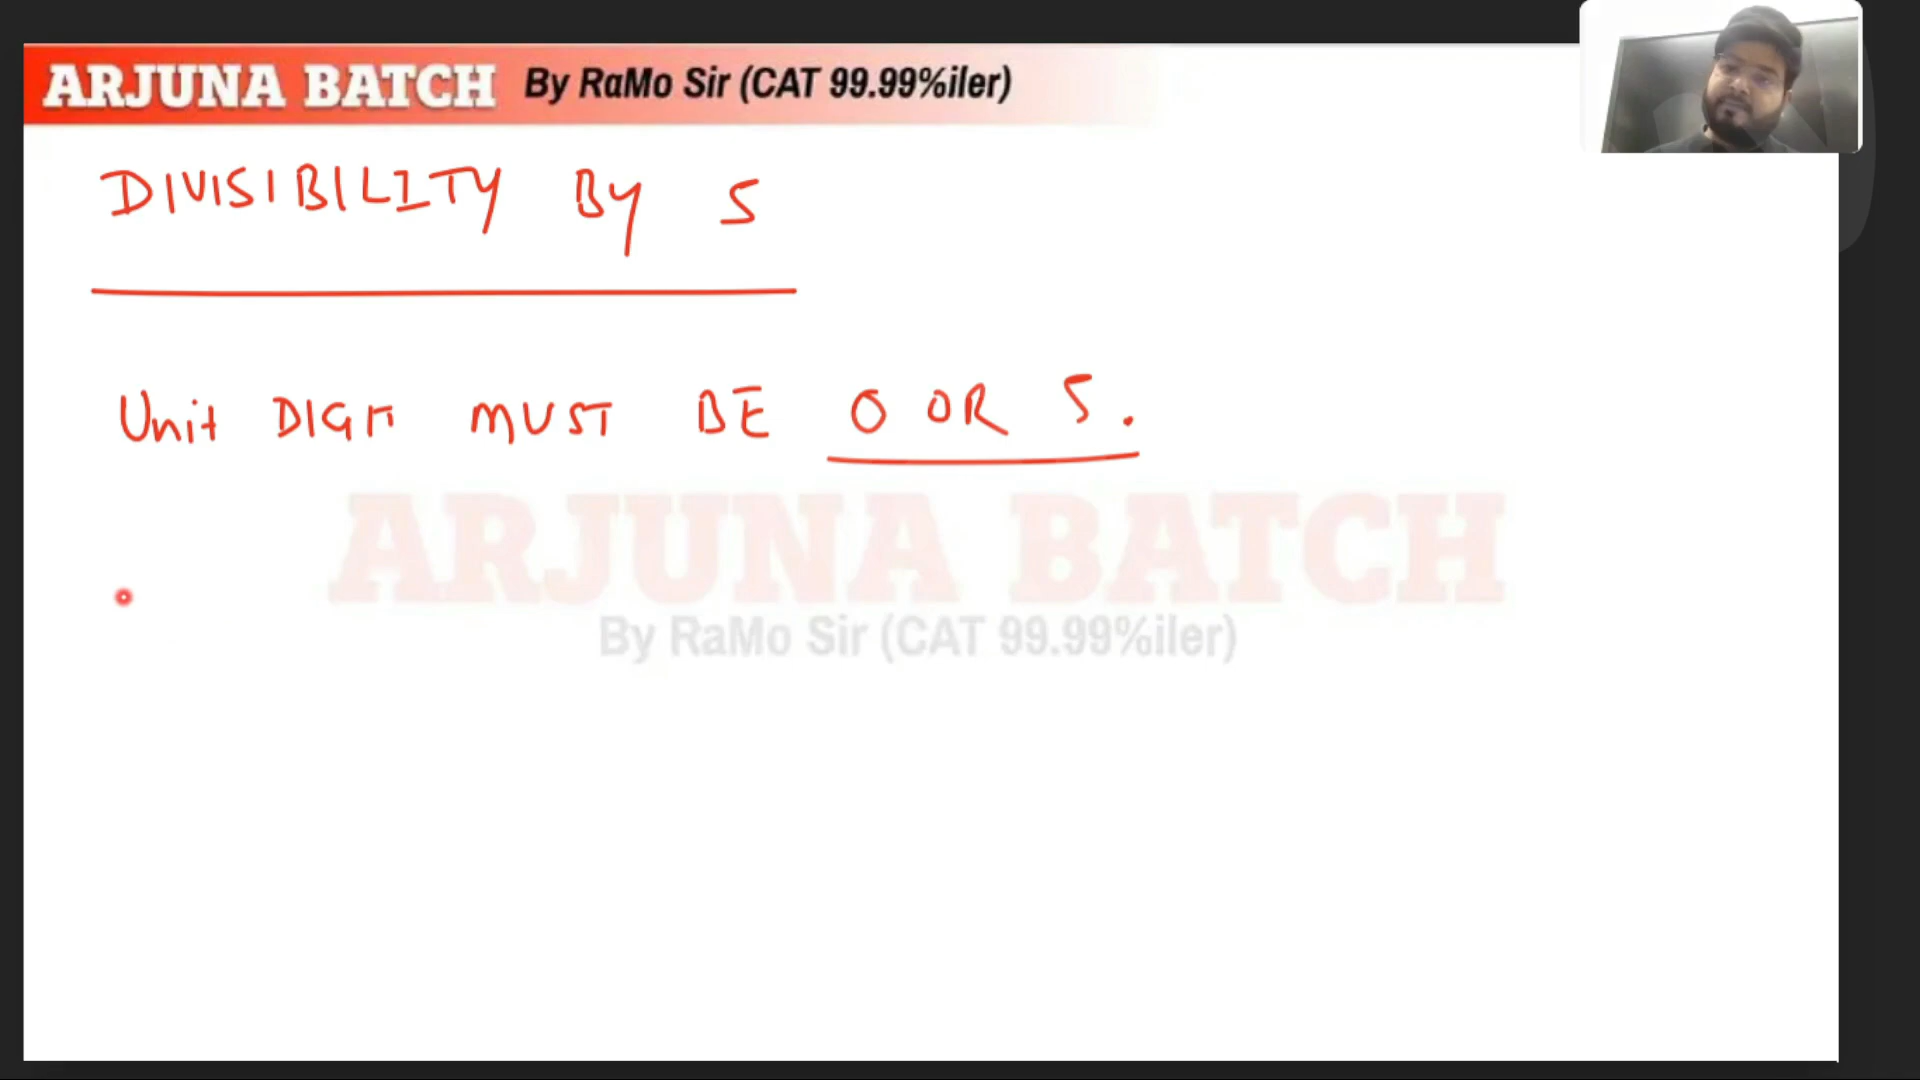 ARJUNA BATCH By RaMo Sir (CAT 99.99%iler)
DIVISIBILITY BY 5
Unit DIGIT MUST BE 0 OR 5.
ARJUNA BATCH
By RaMo Sir (CAT 99.99%iler)